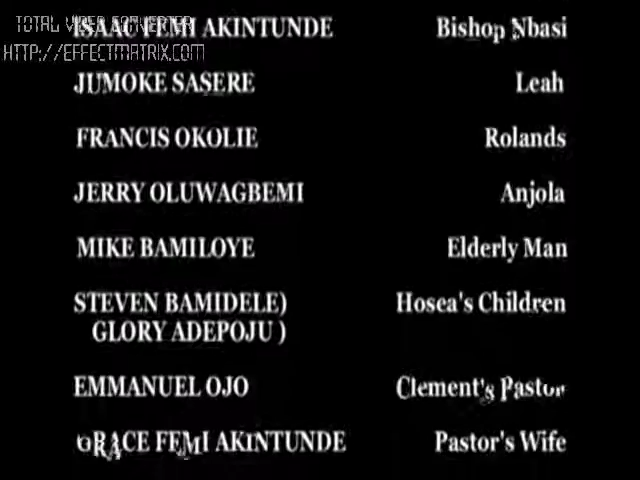 TOTAL VIDEO CONVERTER
HTTP://EFFECTMATRIX.COM
ISAAC FEMI AKINTUNDE Bishop Nbasi
JUMOKE SASERE Leah
FRANCIS OKOLIE Rolands
JERRY OLUWAGBEMI Anjola
MIKE BAMILOYE Elderly Man
STEVEN BAMIDELE) Hosea's Children
GLORY ADEPOJU )
EMMANUEL OJO Clement's Pastor
GRACE FEMI AKINTUNDE Pastor's Wife